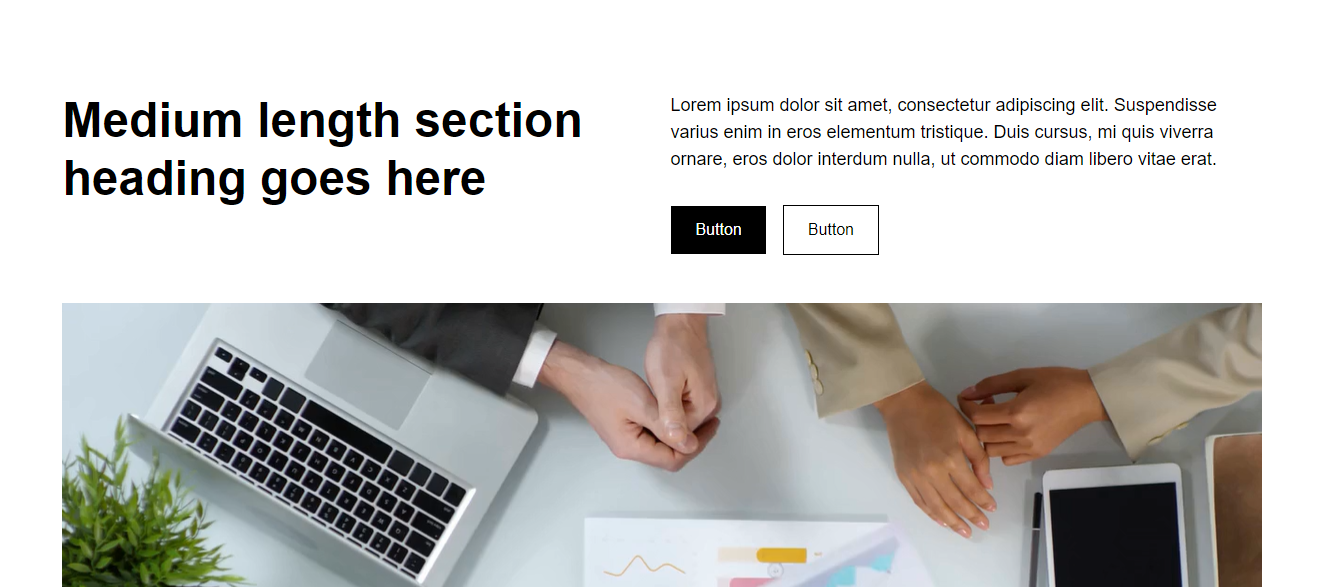 Medium length section
heading goes here
Lorem ipsum dolor sit amet, consectetur adipiscing elit. Suspendisse
varius enim in eros elementum tristique. Duis cursus, mi quis viverra
ornare, eros dolor interdum nulla, ut commodo diam libero vitae erat.
Button
Button